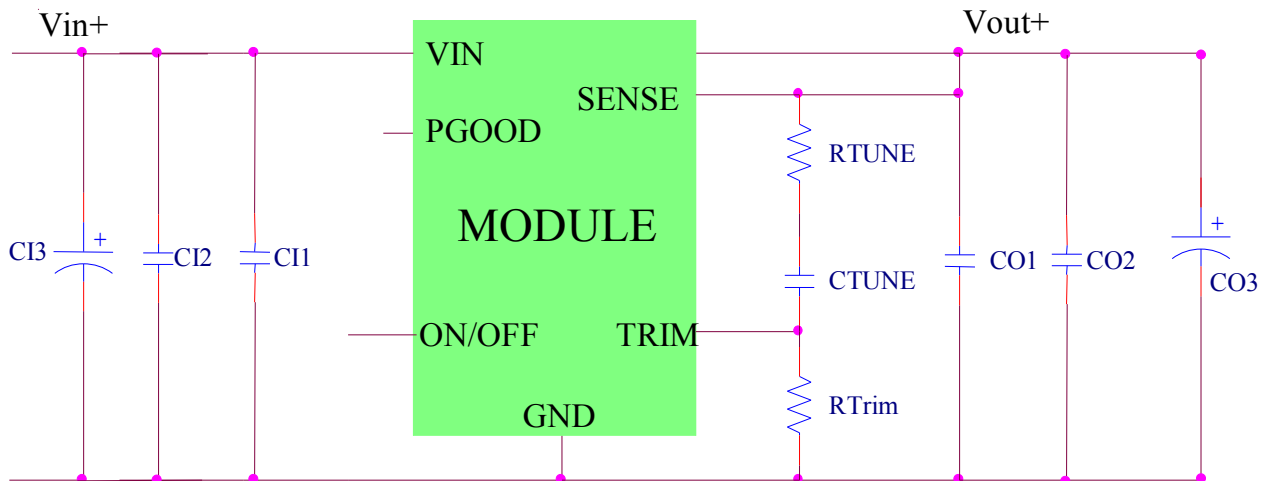 Vin+
Vout+
VIN
SENSE
PGOOD
RTUNE
MODULE
CI3
+
CI2
CI1
CTUNE
CO1
CO2
+
CO3
ON/OFF
TRIM
RTrim
GND